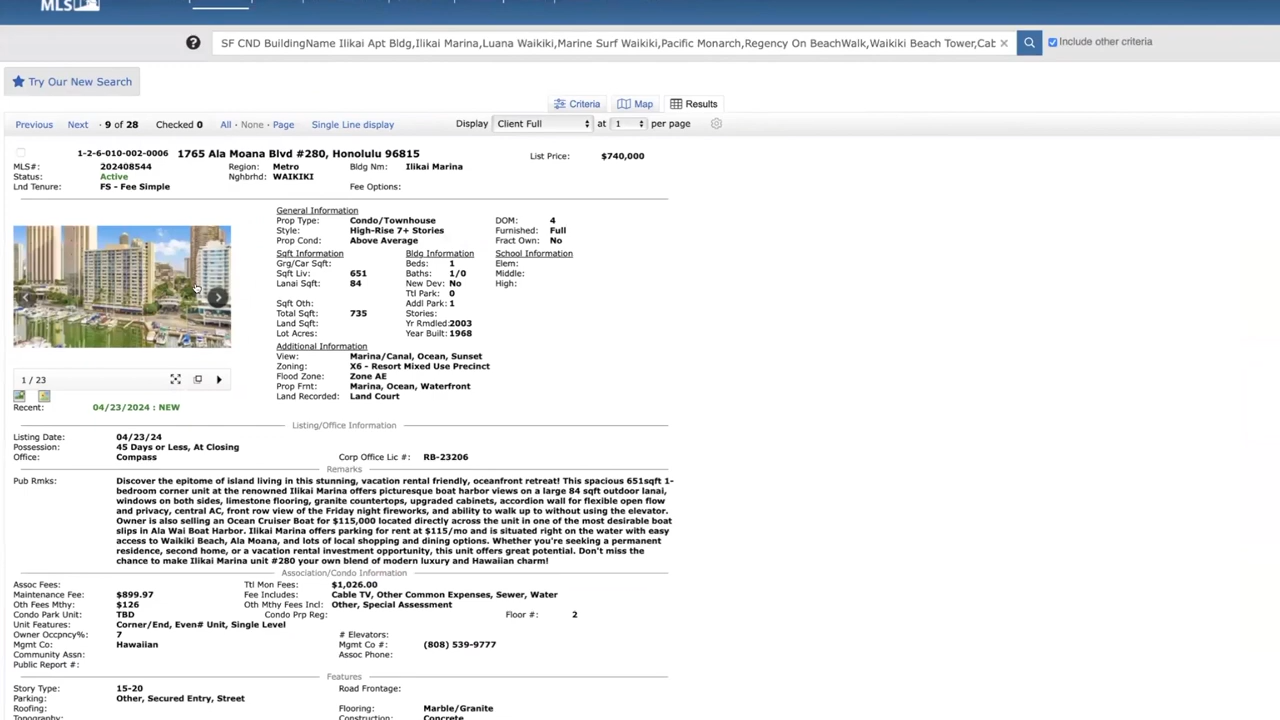 MLS
SF CND BuildingName Ilikai Apt Bldg,Ilikai Marina,Luana Waikiki,Marine Surf Waikiki,Pacific Monarch,Regency On BeachWalk,Waikiki Beach Tower,Cab
Include other criteria
Try Our New Search
Criteria Map Results
Previous Next · 9 of 28 Checked 0 All · None · Page Single Line display Display Client Full at 1 per page
1-2-6-010-002-0006 1765 Ala Moana Blvd #280, Honolulu 96815 List Price: $740,000
MLS#: 202408544 Region: Metro Bldg Nm: Ilikai Marina
Status: Active Nghbrhd: WAIKIKI
Lnd Tenure: FS - Fee Simple Fee Options:
General Information
Prop Type: Condo/Townhouse DOM: 4
Style: High-Rise 7+ Stories Furnished: Full
Prop Cond: Above Average Fract Own: No
Sqft Information Bldg Information School Information
Grg/Car Sqft: Beds: 1 Elem:
Sqft Liv: 651 Baths: 1/0 Middle:
Lanai Sqft: 84 New Dev: No High:
Ttl Park: 0
Sqft Oth: Addl Park: 1
Total Sqft: 735 Stories:
Land Sqft: Yr Rmdled: 2003
Lot Acres: Year Built: 1968
Additional Information
View: Marina/Canal, Ocean, Sunset
Zoning: X6 - Resort Mixed Use Precinct
Flood Zone: Zone AE
Prop Frnt: Marina, Ocean, Waterfront
Land Recorded: Land Court
1 / 23
Recent: 04/23/2024 : NEW
Listing/Office Information
Listing Date: 04/23/24
Possession: 45 Days or Less, At Closing
Office: Compass Corp Office Lic #: RB-23206
Remarks
Pub Rmks: Discover the epitome of island living in this stunning, vacation rental friendly, oceanfront retreat! This spacious 651sqft 1-
bedroom corner unit at the renowned Ilikai Marina offers picturesque boat harbor views on a large 84 sqft outdoor lanai,
windows on both sides, limestone flooring, granite countertops, upgraded cabinets, accordion wall for flexible open flow
and privacy, central AC, front row view of the Friday night fireworks, and ability to walk up to without using the elevator.
Owner is also selling an Ocean Cruiser Boat for $115,000 located directly across the unit in one of the most desirable boat
slips in Ala Wai Boat Harbor. Ilikai Marina offers parking for rent at $115/mo and is situated right on the water with easy
access to Waikiki Beach, Ala Moana, and lots of local shopping and dining options. Whether you're seeking a permanent
residence, second home, or a vacation rental investment opportunity, this unit offers great potential. Don't miss the
chance to make Ilikai Marina unit #280 your own blend of modern luxury and Hawaiian charm!
Association/Condo Information
Assoc Fees: Ttl Mon Fees: $1,026.00
Maintenance Fee: $899.97 Fee Includes: Cable TV, Other Common Expenses, Sewer, Water
Oth Fees Mthy: $126 Oth Mthy Fees Incl: Other, Special Assessment
Condo Park Unit: TBD Condo Prp Reg: Floor #: 2
Unit Features: Corner/End, Even# Unit, Single Level
Owner Occpncy%: 7 # Elevators:
Mgmt Co: Hawaiian Mgmt Co #: (808) 539-9777
Community Assn: Assoc Phone:
Public Report #:
Features
Story Type: 15-20 Road Frontage:
Parking: Other, Secured Entry, Street
Roofing: Flooring: Marble/Granite
Topography: Construction: Concrete